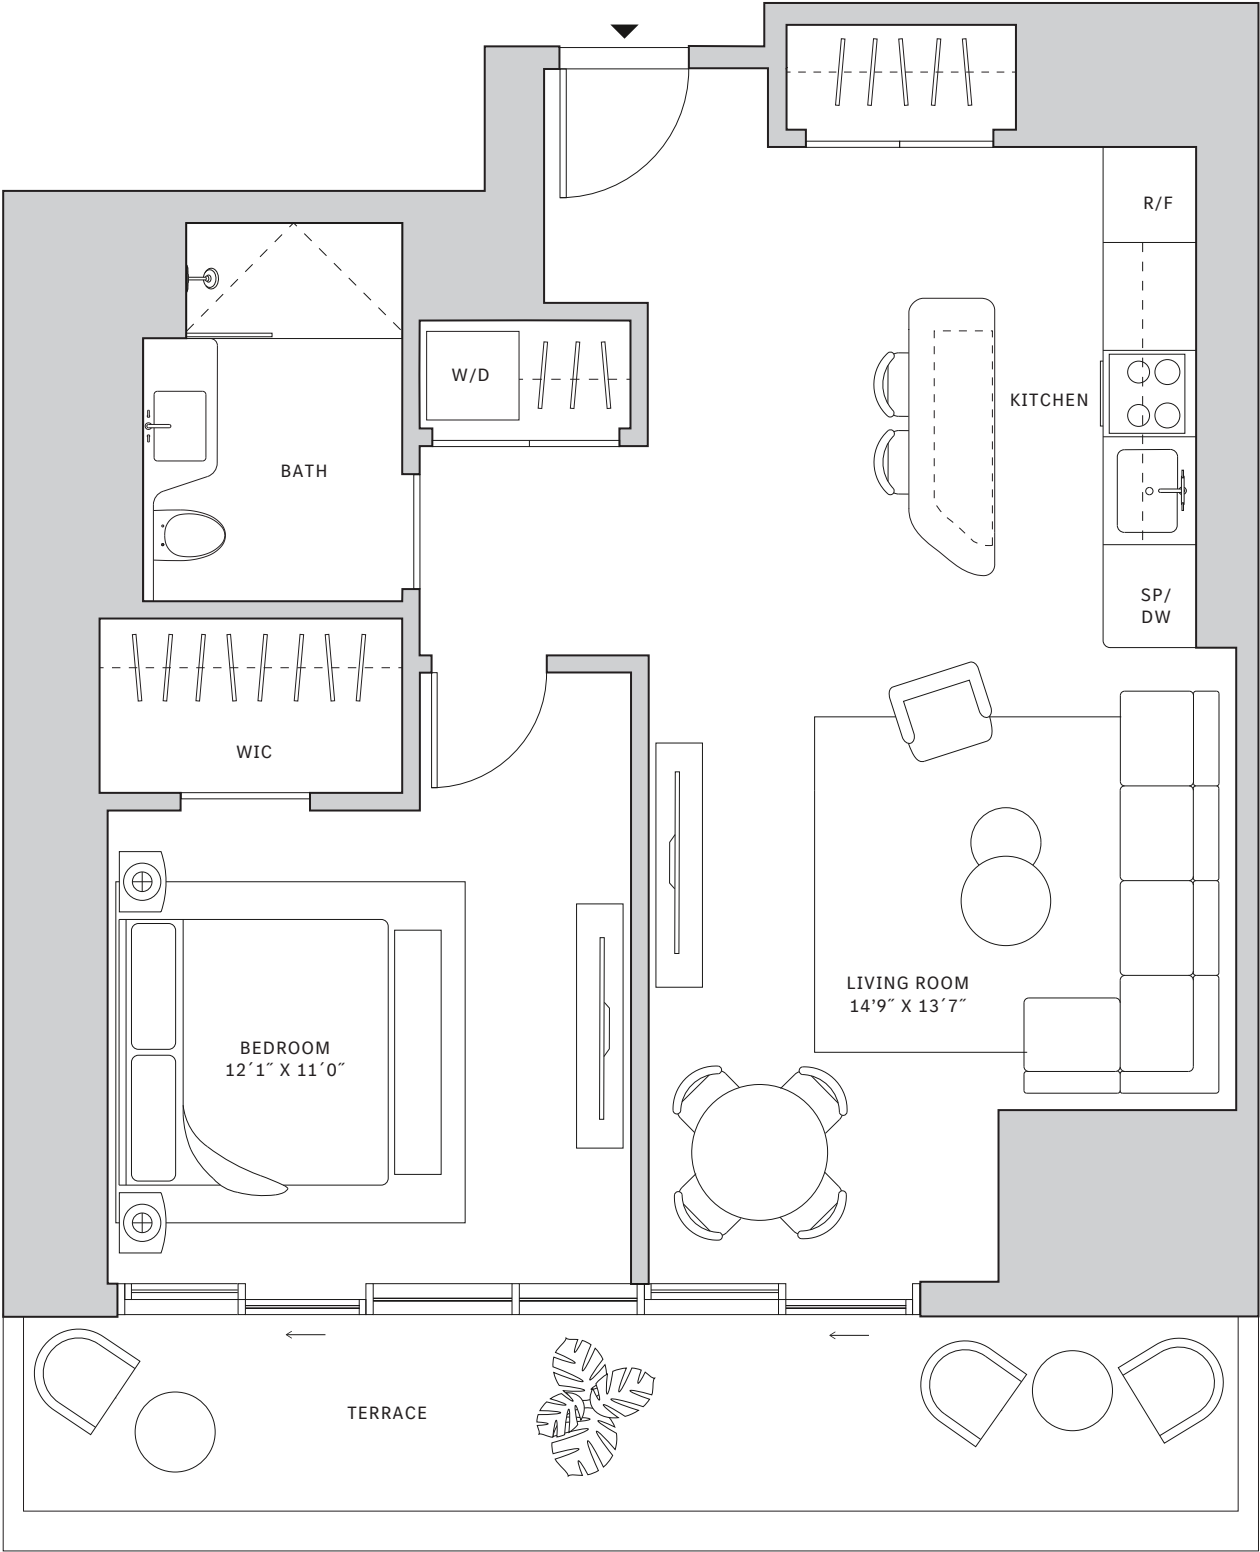 R/F
W/D
KITCHEN
BATH
SP/
DW
WIC
LIVING ROOM
14’9˝ X 13´7˝
BEDROOM
12´1˝ X 11´0˝
TERRACE